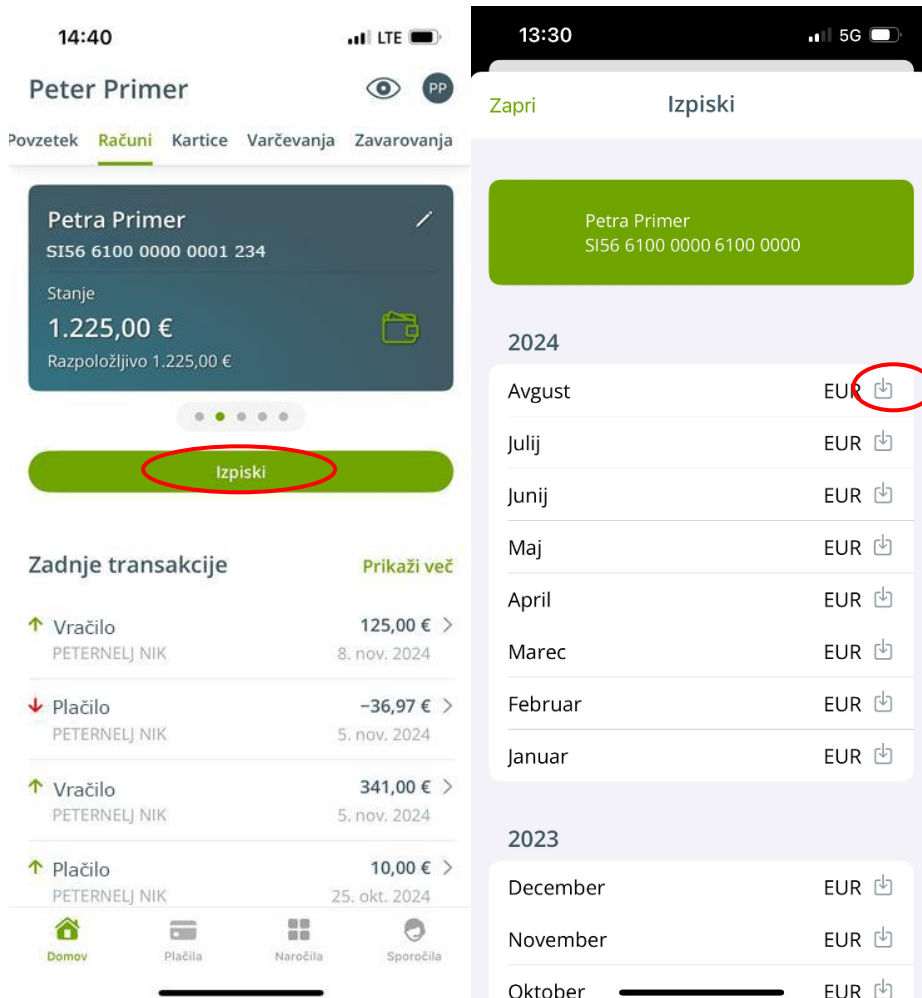 14:40
LTE
Peter Primer
PP
Povzetek Računi Kartice Varčevanja Zavarovanja
Petra Primer
SI56 6100 0000 0001 234
Stanje
1.225,00 €
Razpoložljivo 1.225,00 €
Izpiski
Zadnje transakcije Prikaži več
Vračilo 125,00 €
PETERNELJ NIK 8. nov. 2024
Plačilo −36,97 €
PETERNELJ NIK 5. nov. 2024
Vračilo 341,00 €
PETERNELJ NIK 5. nov. 2024
Plačilo 10,00 €
PETERNELJ NIK 25. okt. 2024
Domov Plačila Naročila Sporočila
13:30
5G
Zapri Izpiski
Petra Primer
SI56 6100 0000 6100 0000
2024
Avgust EUR
Julij EUR
Junij EUR
Maj EUR
April EUR
Marec EUR
Februar EUR
Januar EUR
2023
December EUR
November EUR
Oktober EUR